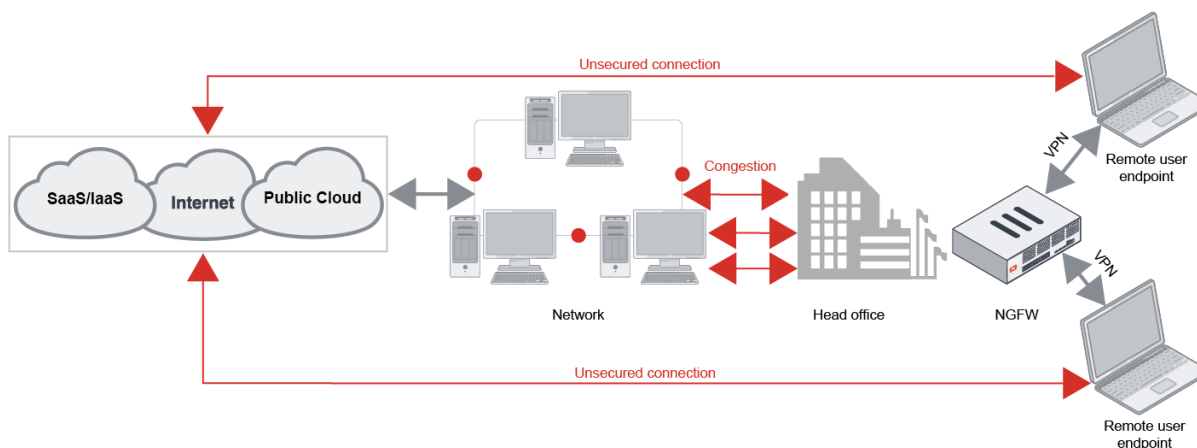 Unsecured connection
SaaS/IaaS
Internet
Public Cloud
Congestion
VPN
Remote user
endpoint
Network
Head office
NGFW
VPN
Unsecured connection
Remote user
endpoint